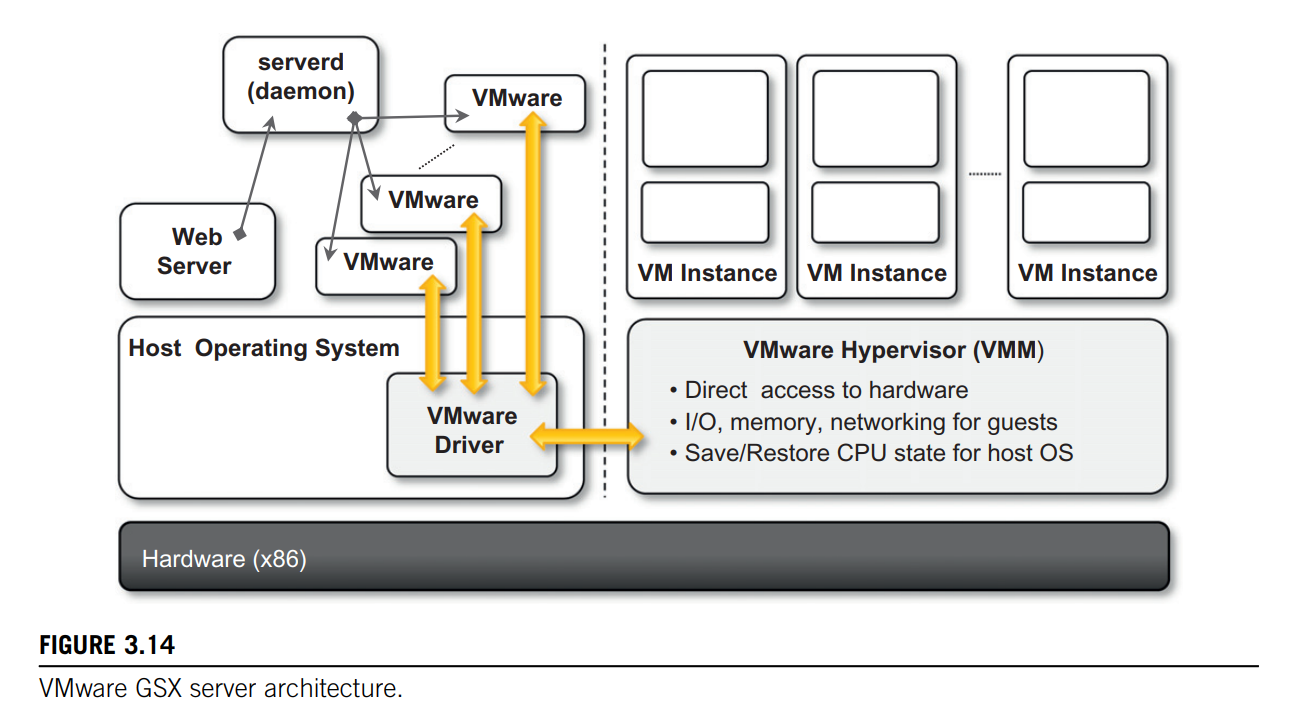 serverd
(daemon)
VMware
VMware
VMware
Web
Server
Host Operating System
VMware
Driver
VM Instance
VM Instance
VM Instance
VMware Hypervisor (VMM)
• Direct access to hardware
• I/O, memory, networking for guests
• Save/Restore CPU state for host OS
Hardware (x86)
FIGURE 3.14
VMware GSX server architecture.